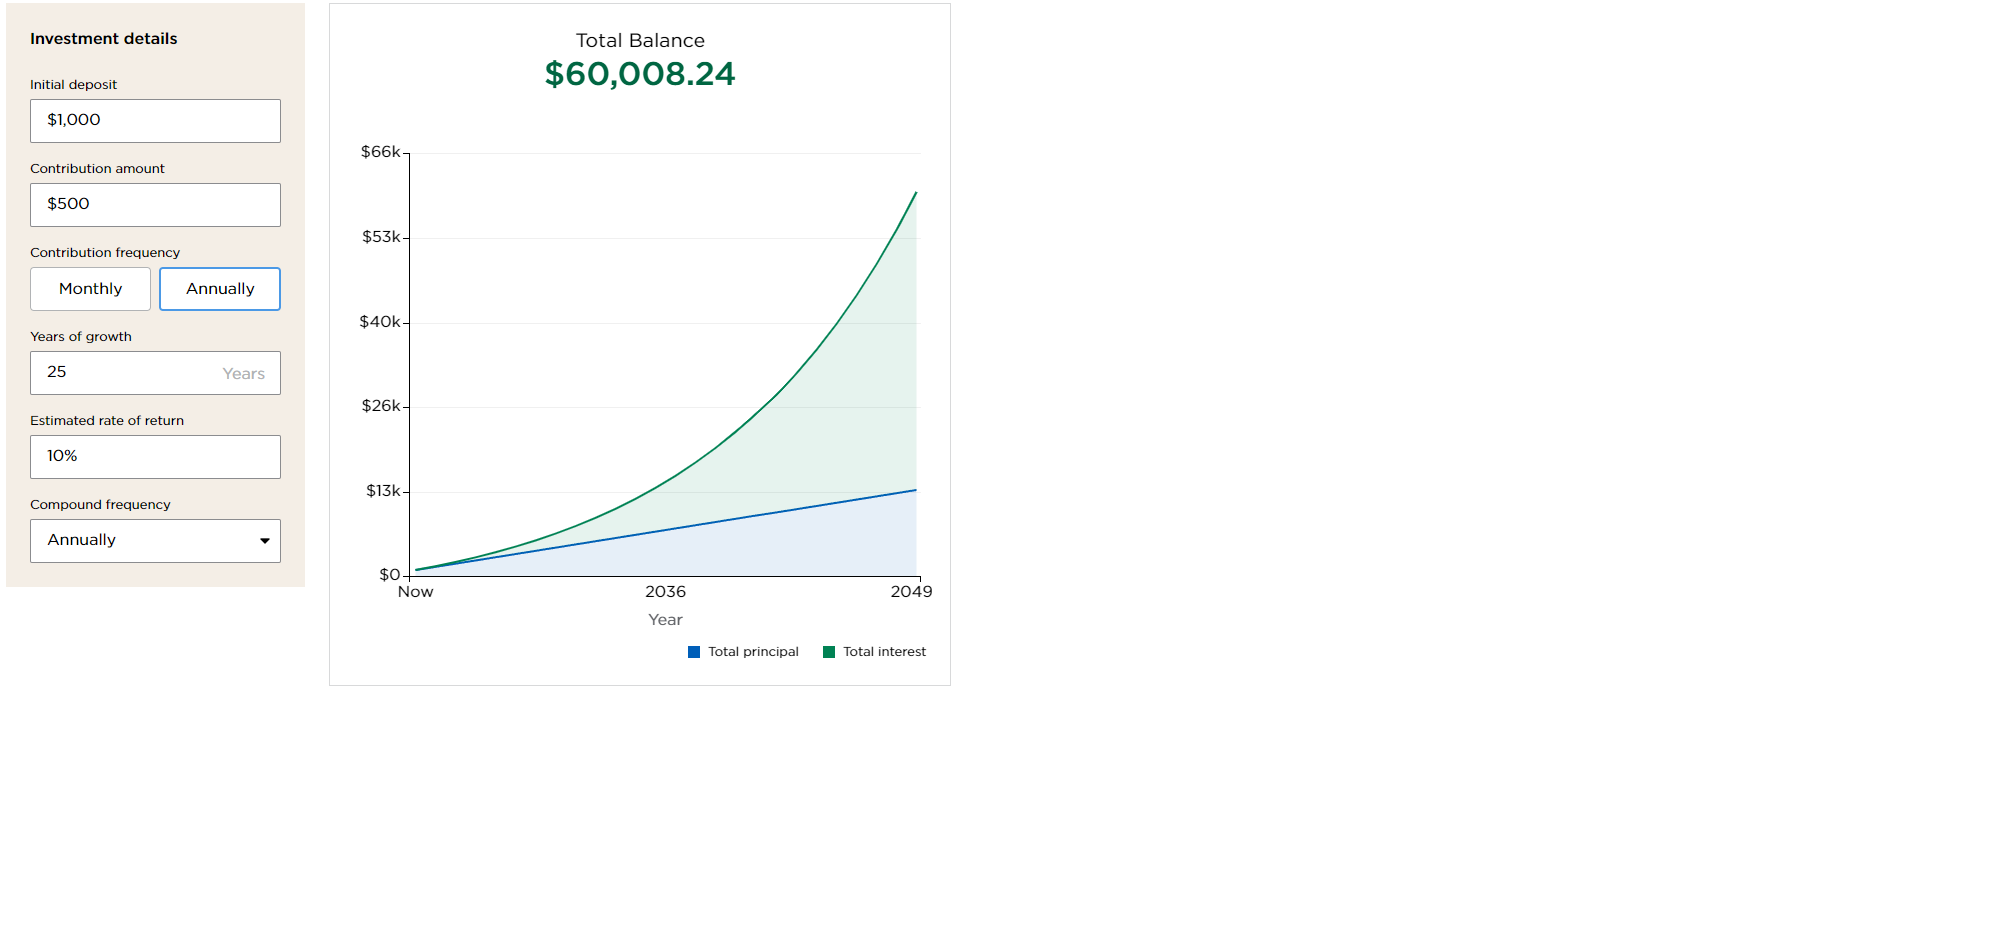 Investment details
Initial deposit
$1,000
Contribution amount
$500
Contribution frequency
Monthly Annually
Years of growth
25 Years
Estimated rate of return
10%
Compound frequency
Annually
Total Balance
$60,008.24
$66k
$53k
$40k
$26k
$13k
$0
Now 2036 2049
Year
Total principal Total interest